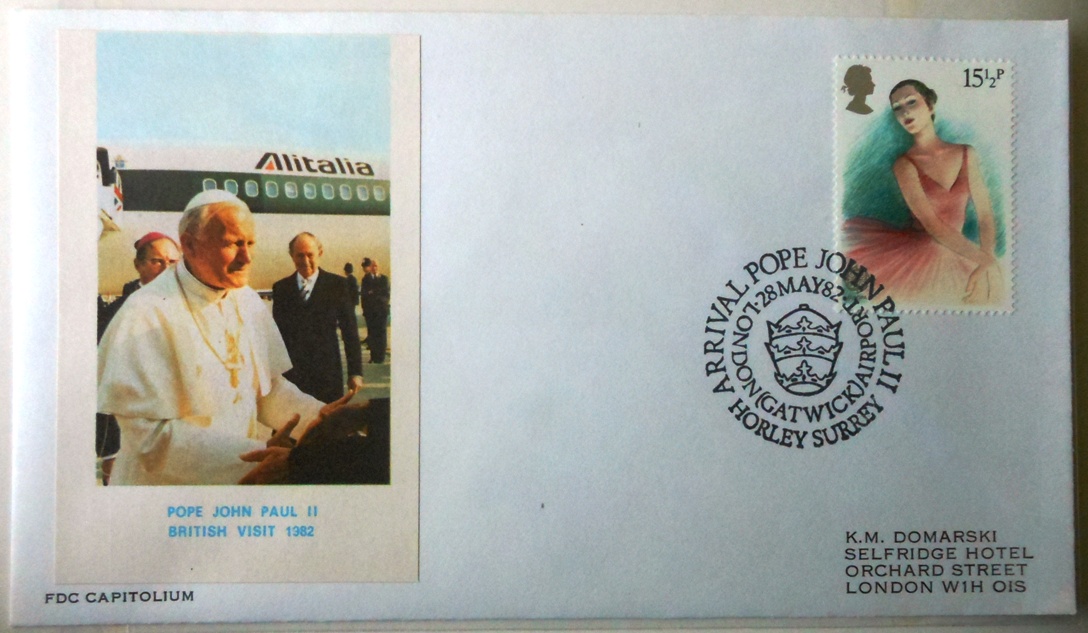 Alitalia
POPE JOHN PAUL II
BRITISH VISIT 1982
FDC CAPITOLIUM
15½P
ARRIVAL POPE JOHN PAUL II
HORLEY SURREY
LONDON (GATWICK) AIRPORT · 28 MAY 82 ·
K.M. DOMARSKI
SELFRIDGE HOTEL
ORCHARD STREET
LONDON W1H OIS